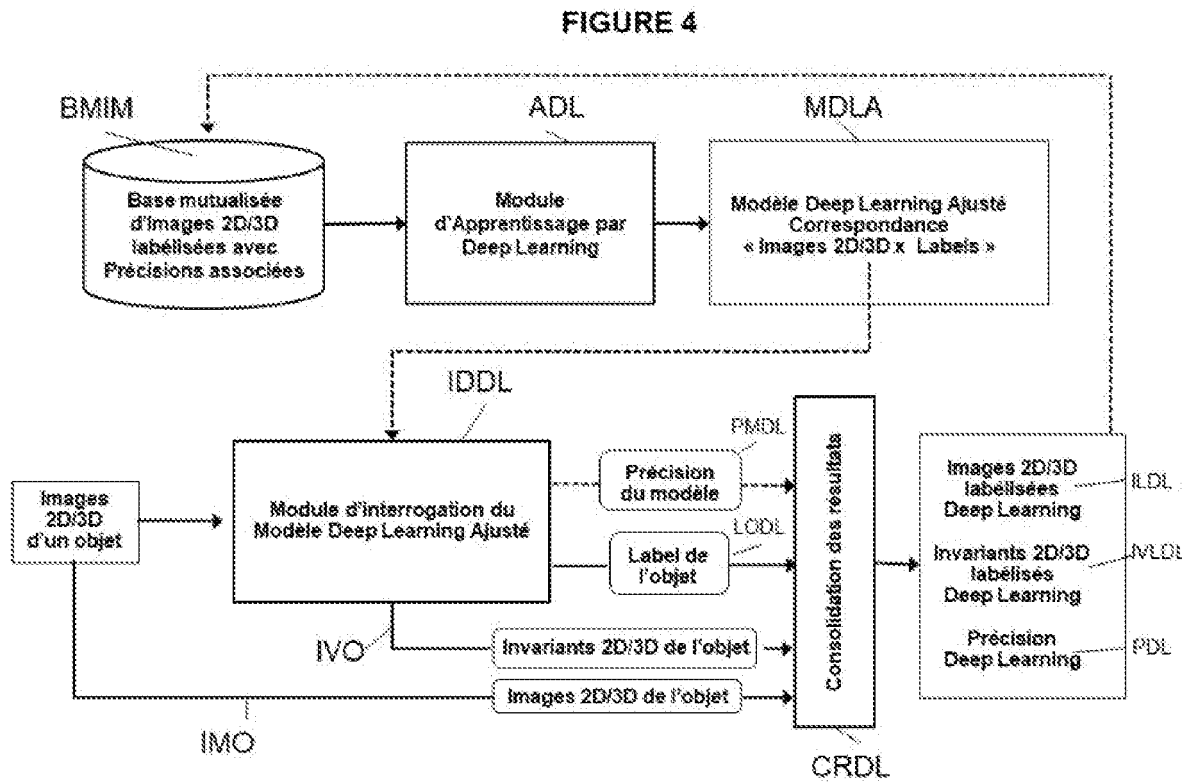 FIGURE 4
BMIM
ADL
MDLA
Base mutualisée
d'Images 2D/3D
labélisées avec
Précisions associées
Module
d'Apprentissage par
Deep Learning
Modèle Deep Learning Ajusté
Correspondance
« Images 2D/3D x Labels »
IDDL
PMDL
Images
2D/3D
d'un objet
Module d'interrogation du
Modèle Deep Learning Ajusté
Précision
du modèle
LODL
Label de
l'objet
IVO
Invariants 2D/3D de l'objet
IMO
Images 2D/3D de l'objet
Consolidation des résultats
CRDL
Images 2D/3D
labélisées
Deep Learning
ILDL
Invariants 2D/3D
labélisés
Deep Learning
IVLDL
Précision
Deep Learning
PDL